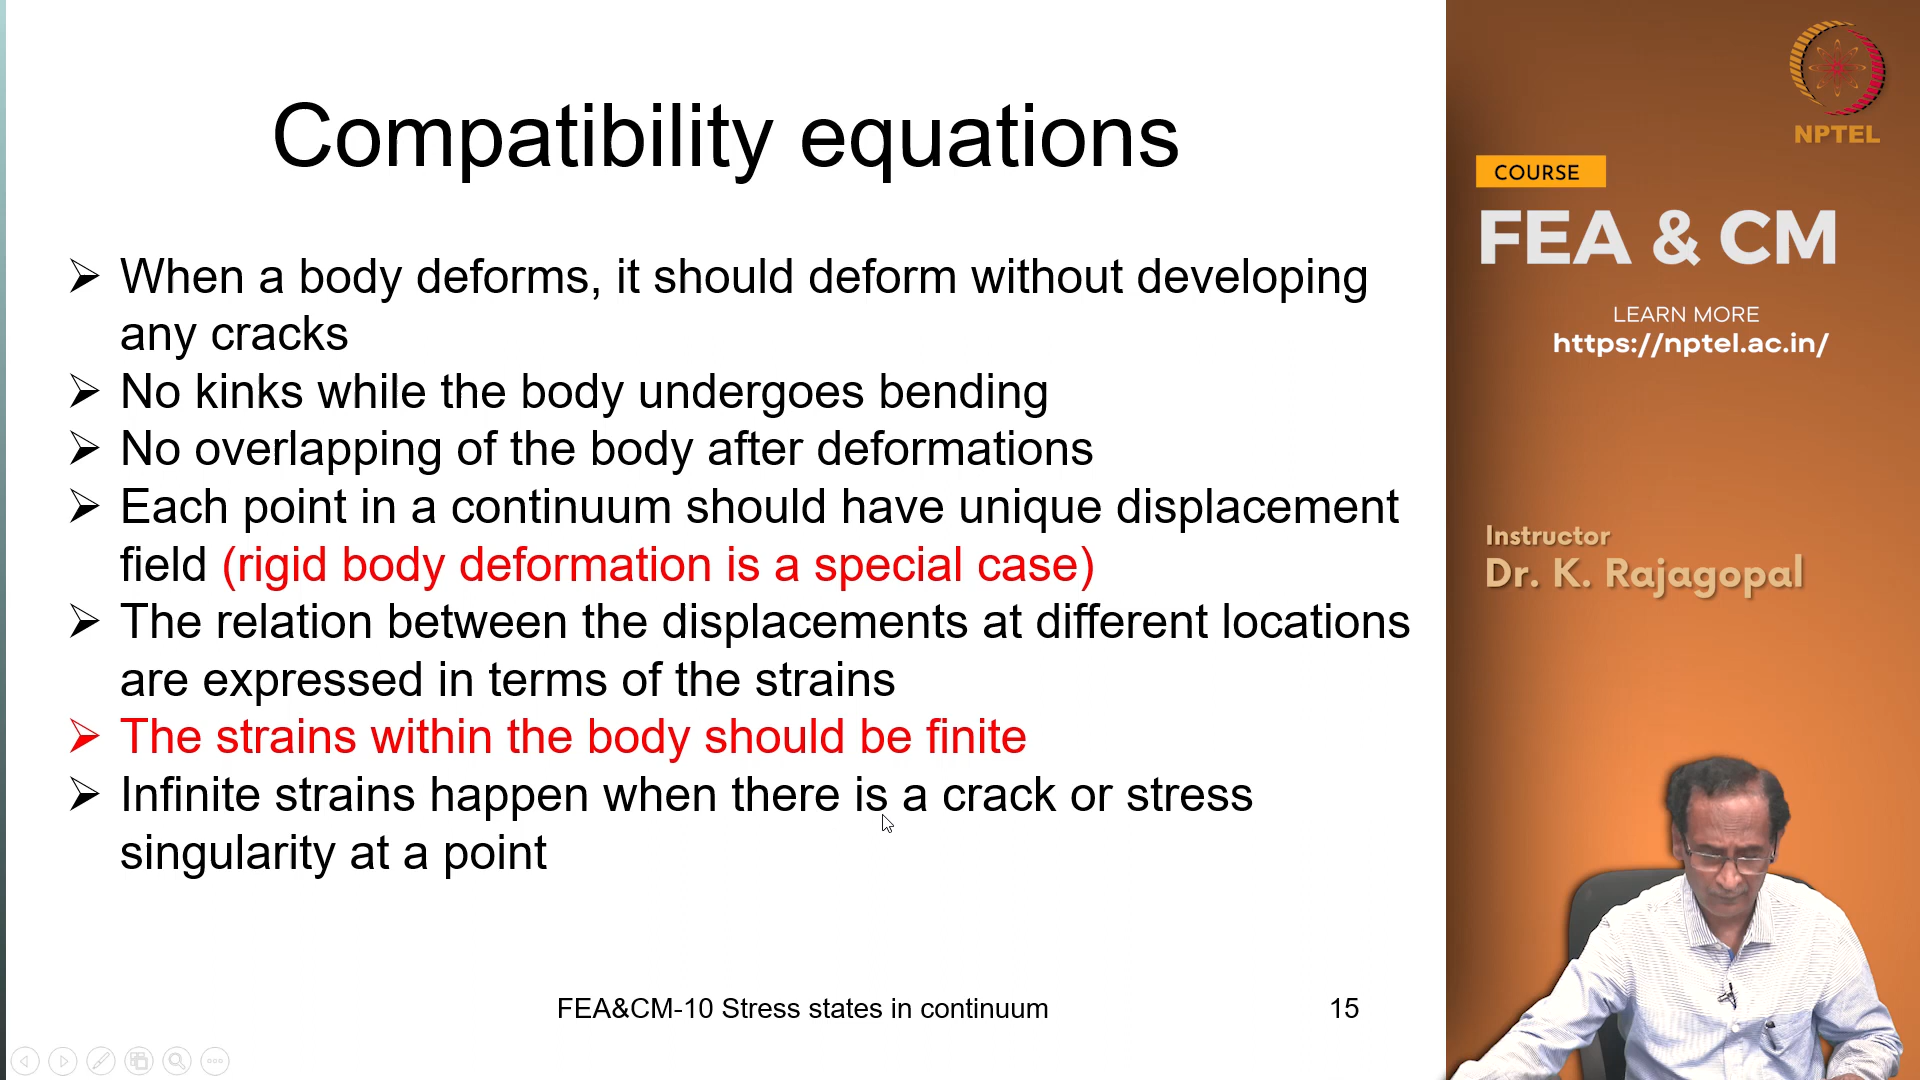 Compatibility equations
➢ When a body deforms, it should deform without developing
any cracks
➢ No kinks while the body undergoes bending
➢ No overlapping of the body after deformations
➢ Each point in a continuum should have unique displacement
field (rigid body deformation is a special case)
➢ The relation between the displacements at different locations
are expressed in terms of the strains
➢ The strains within the body should be finite
➢ Infinite strains happen when there is a crack or stress
singularity at a point
FEA&CM-10 Stress states in continuum
15
NPTEL
COURSE
FEA & CM
LEARN MORE
https://nptel.ac.in/
Instructor
Dr. K. Rajagopal